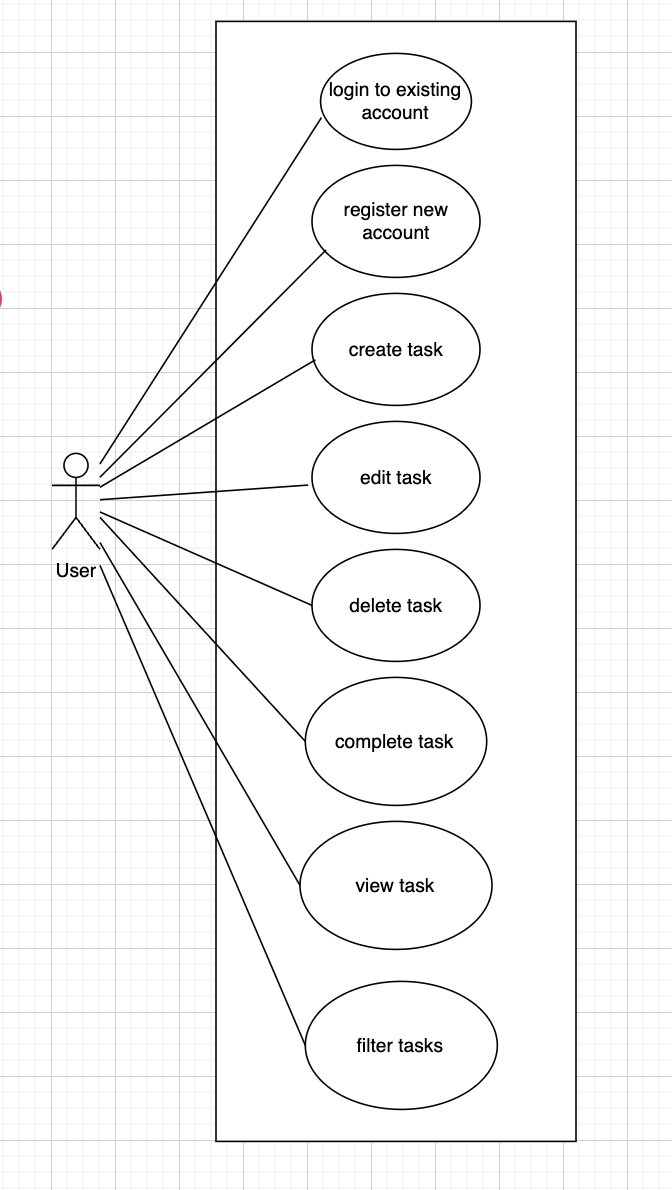 login to existing
account
register new
account
create task
edit task
User
delete task
complete task
view task
filter tasks